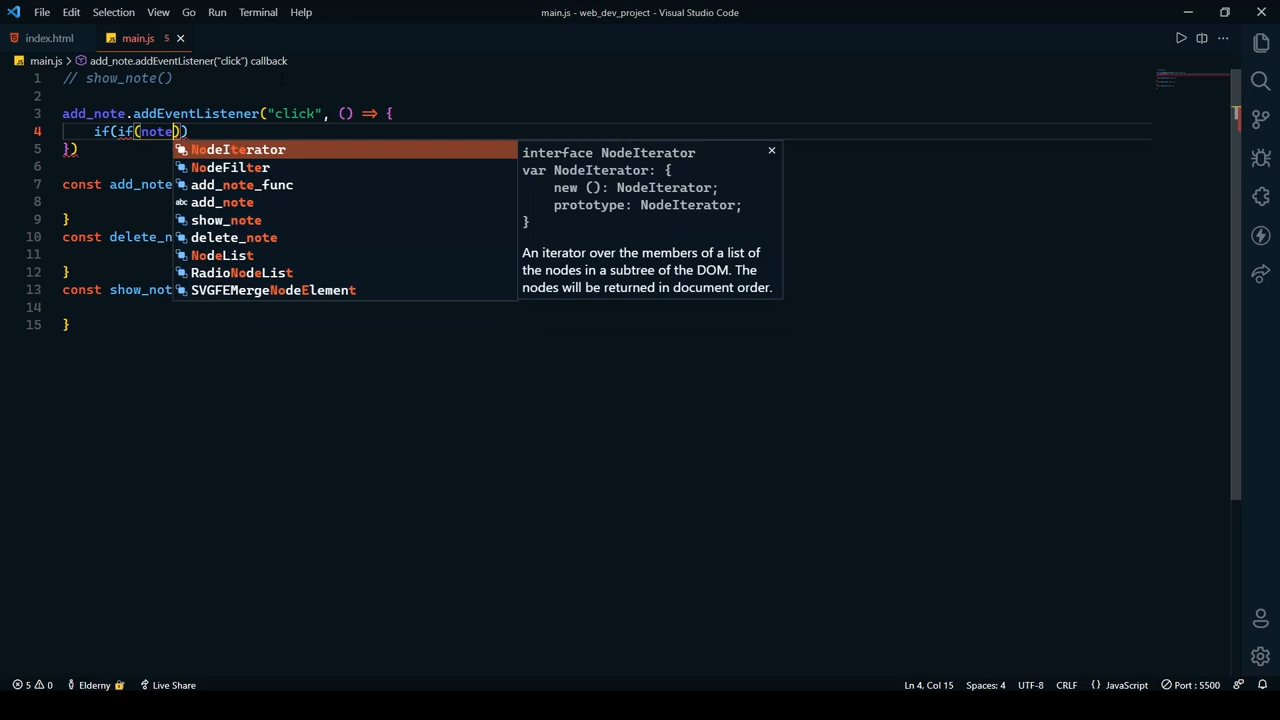 File Edit Selection View Go Run Terminal Help
main.js - web_dev_project - Visual Studio Code
index.html
main.js 5
main.js > add_note.addEventListener("click") callback
1 // show_note()
2
3 add_note.addEventListener("click", () => {
4 if(if(note))
5 })
6
7 const add_note
8
9 }
10 const delete_n
11
12 }
13 const show_not
14
15 }
NodeIterator
NodeFilter
add_note_func
abc add_note
show_note
delete_note
NodeList
RadioNodeList
SVGFEMergeNodeElement
interface NodeIterator
var NodeIterator: {
new (): NodeIterator;
prototype: NodeIterator;
}
An iterator over the members of a list of
the nodes in a subtree of the DOM. The
nodes will be returned in document order.
5 0 Elderny Live Share
Ln 4, Col 15 Spaces: 4 UTF-8 CRLF {} JavaScript Port : 5500